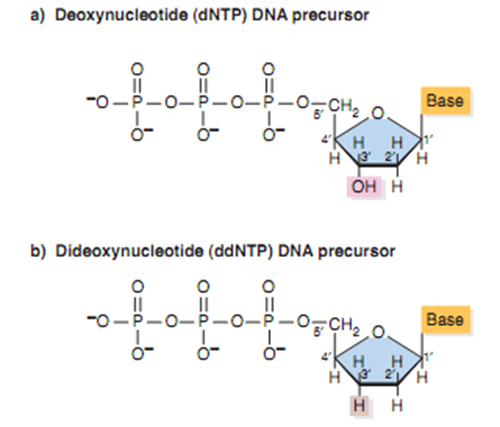 a) Deoxynucleotide (dNTP) DNA precursor
O O O
⁻O—P—O—P—O—P—O—CH₂ O Base
5′
O⁻ O⁻ O⁻ 4′ H H 1′
H 3′ 2′ H
OH H
b) Dideoxynucleotide (ddNTP) DNA precursor
O O O
⁻O—P—O—P—O—P—O—CH₂ O Base
5′
O⁻ O⁻ O⁻ 4′ H H 1′
H 3′ 2′ H
H H